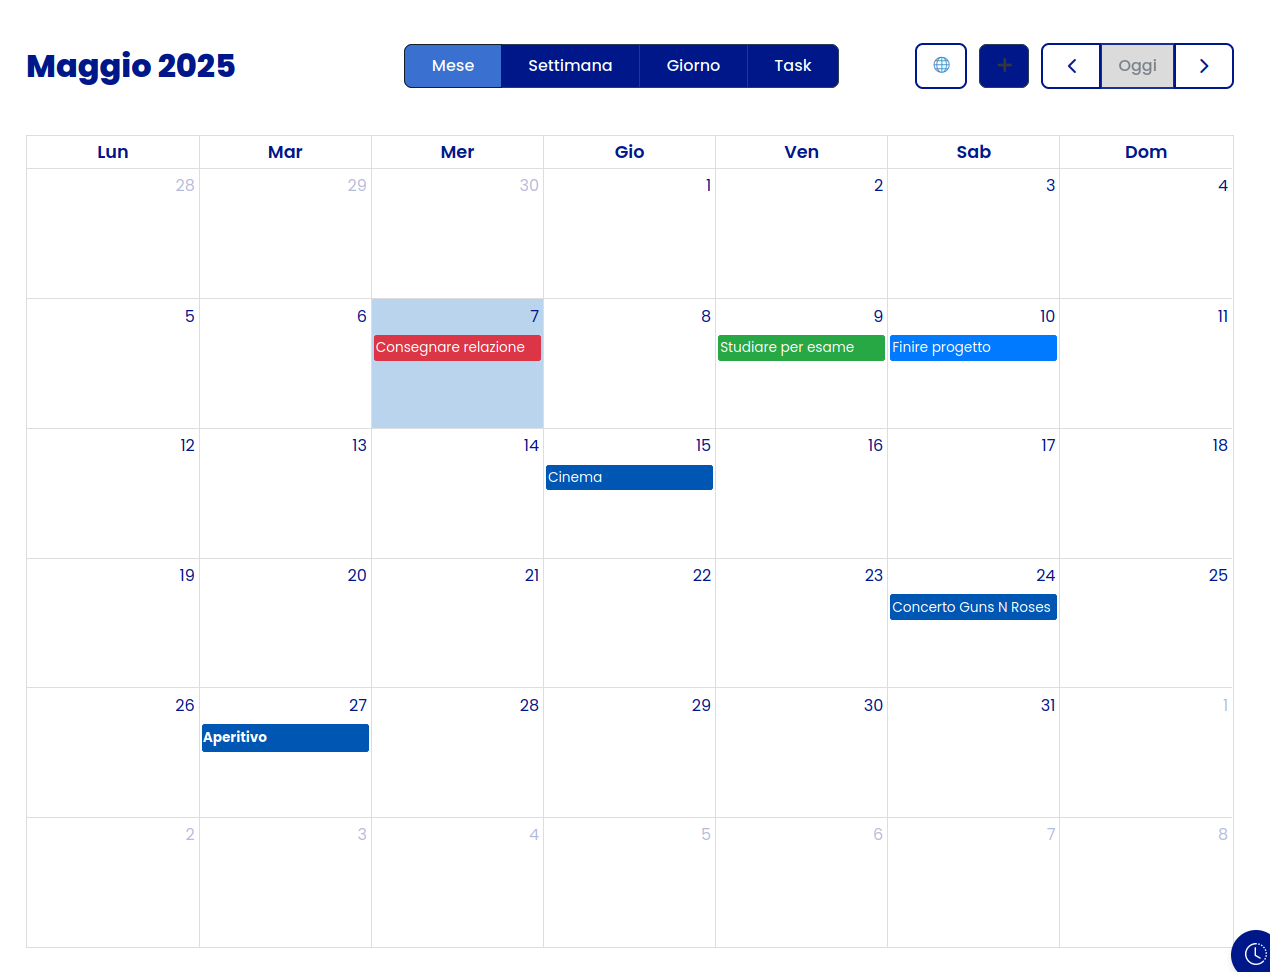 Maggio 2025
Mese Settimana Giorno Task
Oggi
Lun Mar Mer Gio Ven Sab Dom
28 29 30 1 2 3 4
5 6 7 8 9 10 11
Consegnare relazione Studiare per esame Finire progetto
12 13 14 15 16 17 18
Cinema
19 20 21 22 23 24 25
Concerto Guns N Roses
26 27 28 29 30 31 1
Aperitivo
2 3 4 5 6 7 8